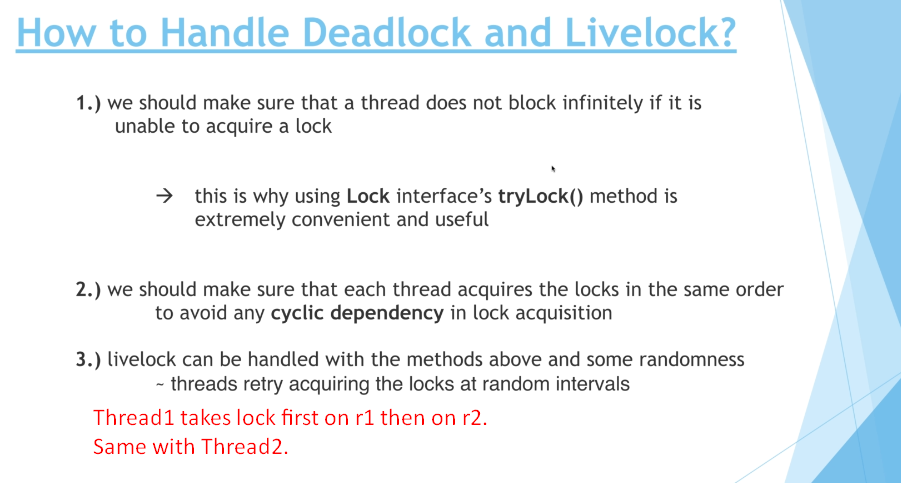 How to Handle Deadlock and Livelock?
1.) we should make sure that a thread does not block infinitely if it is
unable to acquire a lock
→ this is why using Lock interface’s tryLock() method is
extremely convenient and useful
2.) we should make sure that each thread acquires the locks in the same order
to avoid any cyclic dependency in lock acquisition
3.) livelock can be handled with the methods above and some randomness
~ threads retry acquiring the locks at random intervals
Thread1 takes lock first on r1 then on r2.
Same with Thread2.